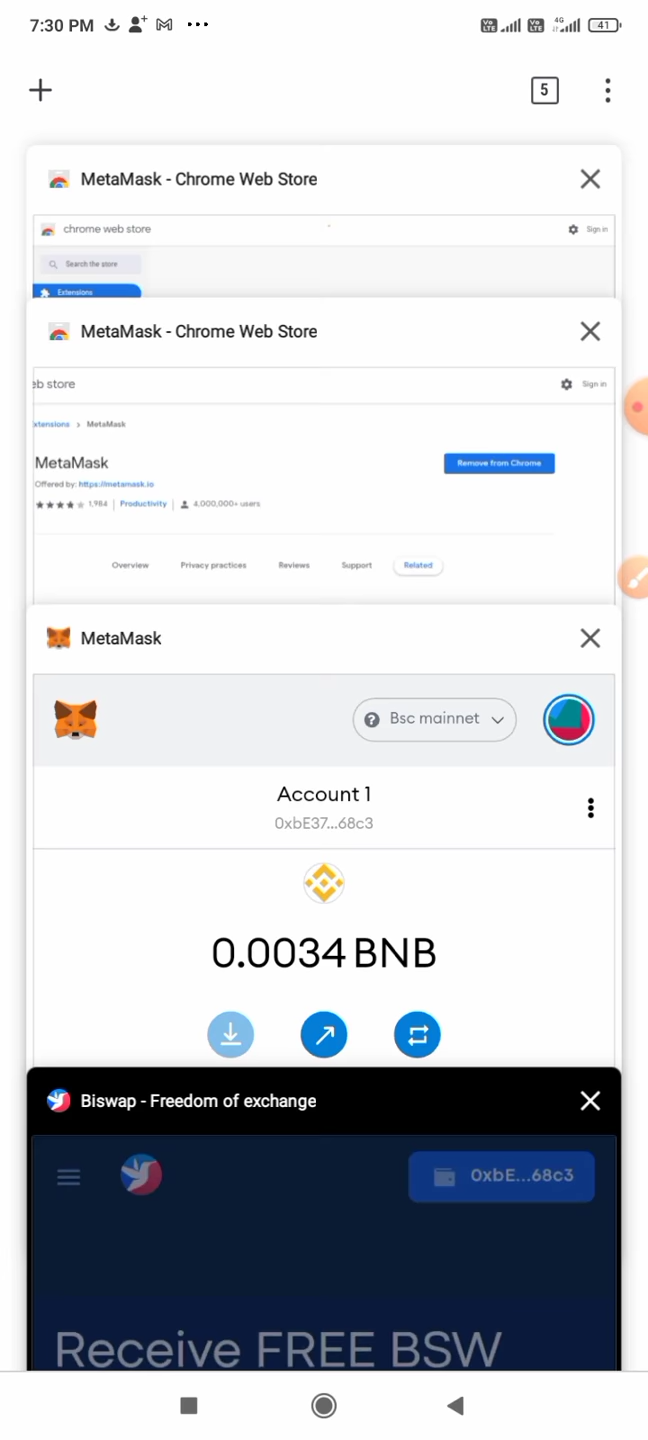 7:30 PM
4G
41
5
MetaMask - Chrome Web Store
chrome web store
Sign in
Search the store
Extensions
MetaMask - Chrome Web Store
eb store
Sign in
xtensions > MetaMask
MetaMask
Remove from Chrome
Offered by: https://metamask.io
1,984 | Productivity | 4,000,000+ users
Overview Privacy practices Reviews Support Related
MetaMask
Bsc mainnet
Account 1
0xbE37...68c3
0.0034 BNB
Biswap - Freedom of exchange
0xbE...68c3
Receive FREE BSW